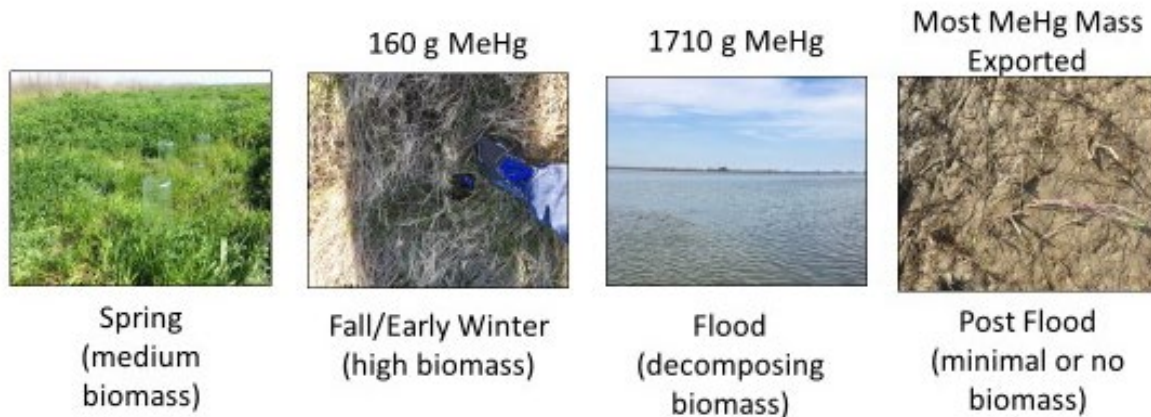 160 g MeHg
1710 g MeHg
Most MeHg Mass
Exported
Spring
(medium
biomass)
Fall/Early Winter
(high biomass)
Flood
(decomposing
biomass)
Post Flood
(minimal or no
biomass)